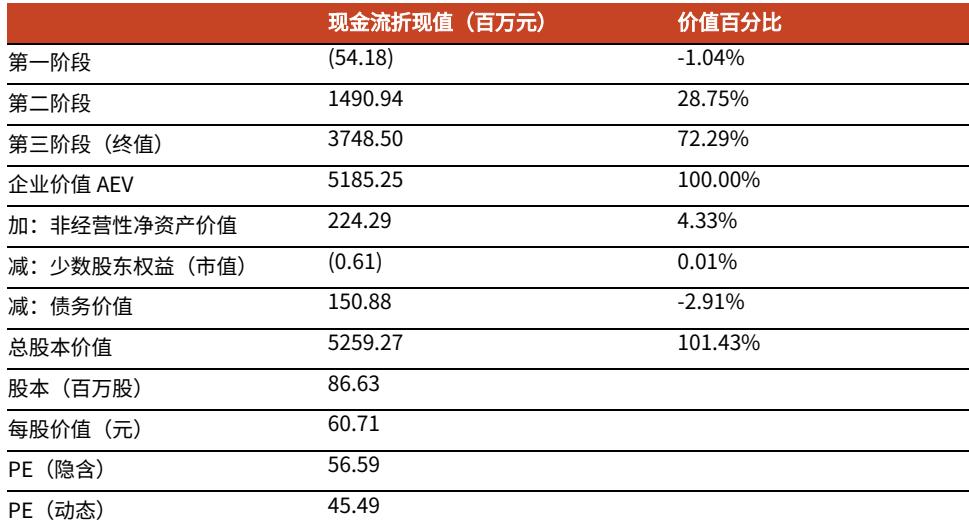 现金流折现值（百万元） 价值百分比
第一阶段 (54.18) -1.04%
第二阶段 1490.94 28.75%
第三阶段（终值） 3748.50 72.29%
企业价值 AEV 5185.25 100.00%
加：非经营性净资产价值 224.29 4.33%
减：少数股东权益（市值） (0.61) 0.01%
减：债务价值 150.88 -2.91%
总股本价值 5259.27 101.43%
股本（百万股） 86.63
每股价值（元） 60.71
PE（隐含） 56.59
PE（动态） 45.49